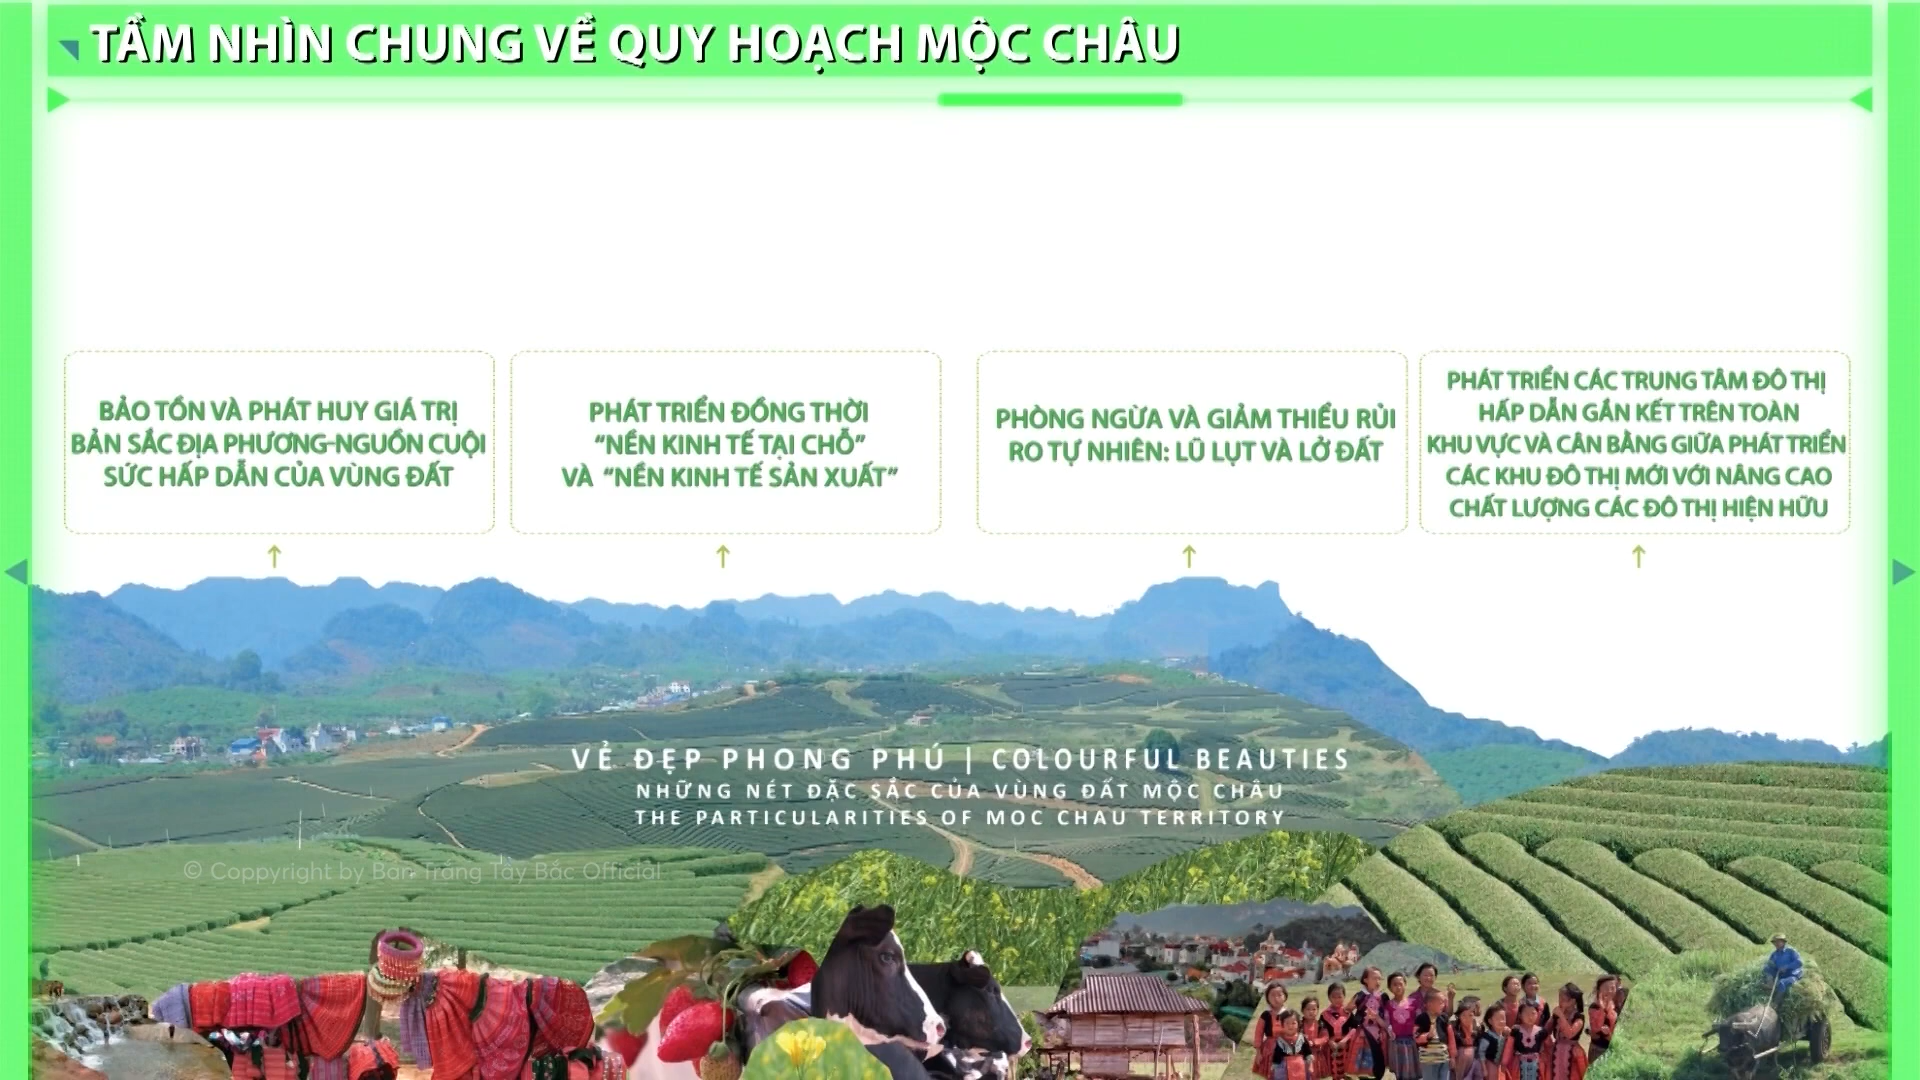 TẦM NHÌN CHUNG VỀ QUY HOẠCH MỘC CHÂU
BẢO TỒN VÀ PHÁT HUY GIÁ TRỊ
BẢN SẮC ĐỊA PHƯƠNG-NGUỒN CUỘI
SỨC HẤP DẪN CỦA VÙNG ĐẤT
PHÁT TRIỂN ĐỒNG THỜI
“NỀN KINH TẾ TẠI CHỖ”
VÀ “NỀN KINH TẾ SẢN XUẤT”
PHÒNG NGỪA VÀ GIẢM THIỂU RỦI
RO TỰ NHIÊN: LŨ LỤT VÀ LỞ ĐẤT
PHÁT TRIỂN CÁC TRUNG TÂM ĐÔ THỊ
HẤP DẪN GẮN KẾT TRÊN TOÀN
KHU VỰC VÀ CÂN BẰNG GIỮA PHÁT TRIỂN
CÁC KHU ĐÔ THỊ MỚI VỚI NÂNG CAO
CHẤT LƯỢNG CÁC ĐÔ THỊ HIỆN HỮU
VẺ ĐẸP PHONG PHÚ | COLOURFUL BEAUTIES
NHỮNG NÉT ĐẶC SẮC CỦA VÙNG ĐẤT MỘC CHÂU
THE PARTICULARITIES OF MOC CHAU TERRITORY
© Coppyright by Ban Trắng Tây Bắc Official